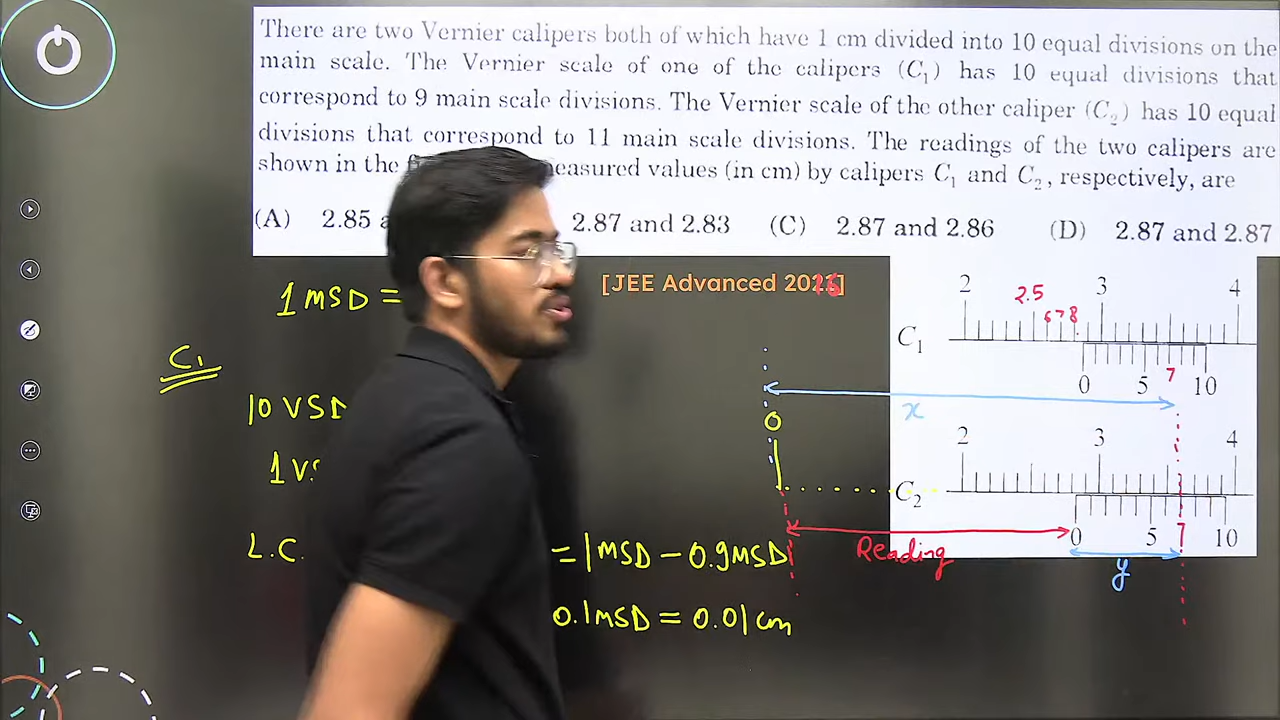 There are two Vernier calipers both of which have 1 cm divided into 10 equal divisions on the
main scale. The Vernier scale of one of the calipers (C₁) has 10 equal divisions that
correspond to 9 main scale divisions. The Vernier scale of the other caliper (C₂) has 10 equal
divisions that correspond to 11 main scale divisions. The readings of the two calipers are
shown in the measured values (in cm) by calipers C₁ and C₂, respectively, are
(A) 2.85 2.87 and 2.83 (C) 2.87 and 2.86 (D) 2.87 and 2.87
[JEE Advanced 2016]
1 MSD =
C₁
10 VSD
1 VS
L.C. = 1 MSD – 0.9 MSD
0.1 MSD = 0.01 cm
2 3 4
2.5
6 7 8
C₁
0 5 7 10
x
0
2 3 4
C₂
0 5 7 10
Reading
y